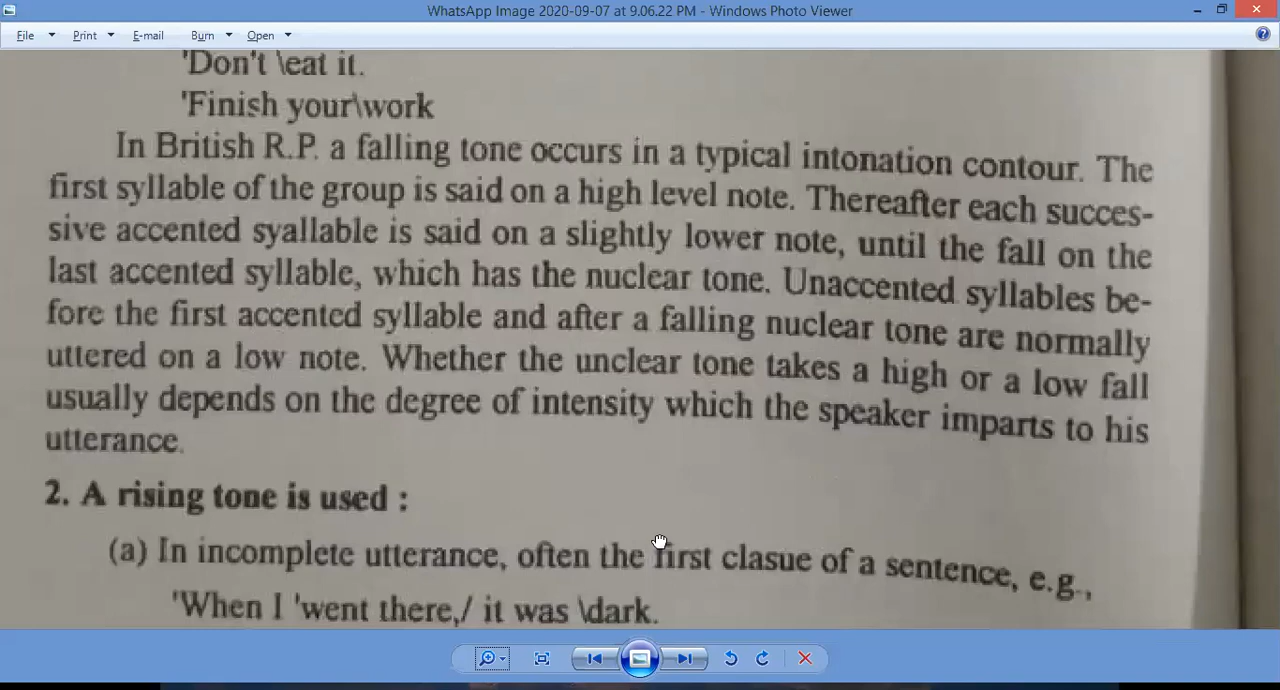 WhatsApp Image 2020-09-07 at 9.06.22 PM - Windows Photo Viewer
File Print E-mail Burn Open
'Don't \eat it.
'Finish your\work
In British R.P. a falling tone occurs in a typical intonation contour. The
first syllable of the group is said on a high level note. Thereafter each succes-
sive accented syallable is said on a slightly lower note, until the fall on the
last accented syllable, which has the nuclear tone. Unaccented syllables be-
fore the first accented syllable and after a falling nuclear tone are normally
uttered on a low note. Whether the unclear tone takes a high or a low fall
usually depends on the degree of intensity which the speaker imparts to his
utterance.
2. A rising tone is used :
(a) In incomplete utterance, often the first clasue of a sentence, e.g.,
'When I 'went there,/ it was \dark.